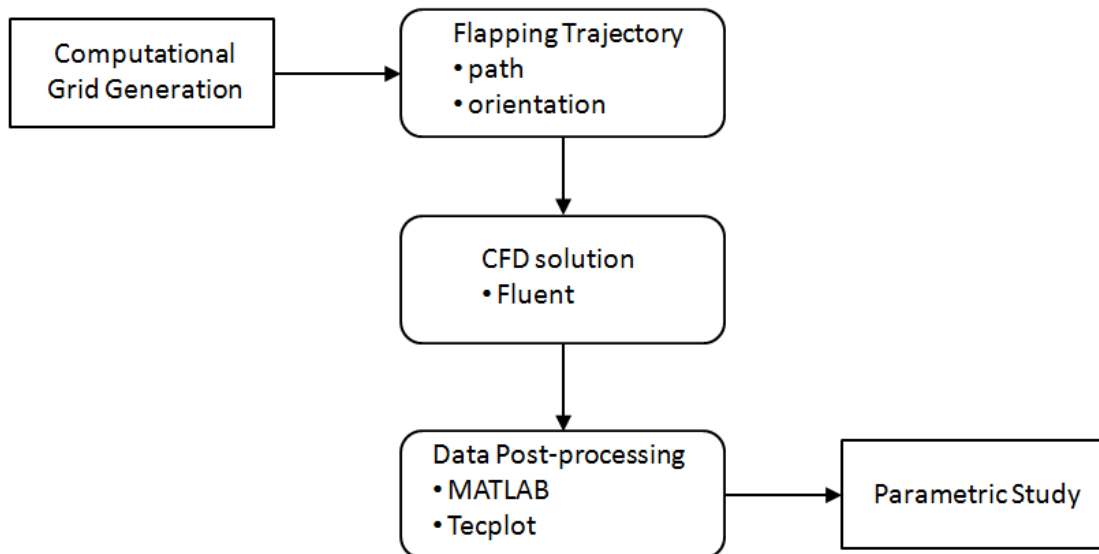 Computational
Grid Generation
Flapping Trajectory
• path
• orientation
CFD solution
• Fluent
Data Post-processing
• MATLAB
• Tecplot
Parametric Study